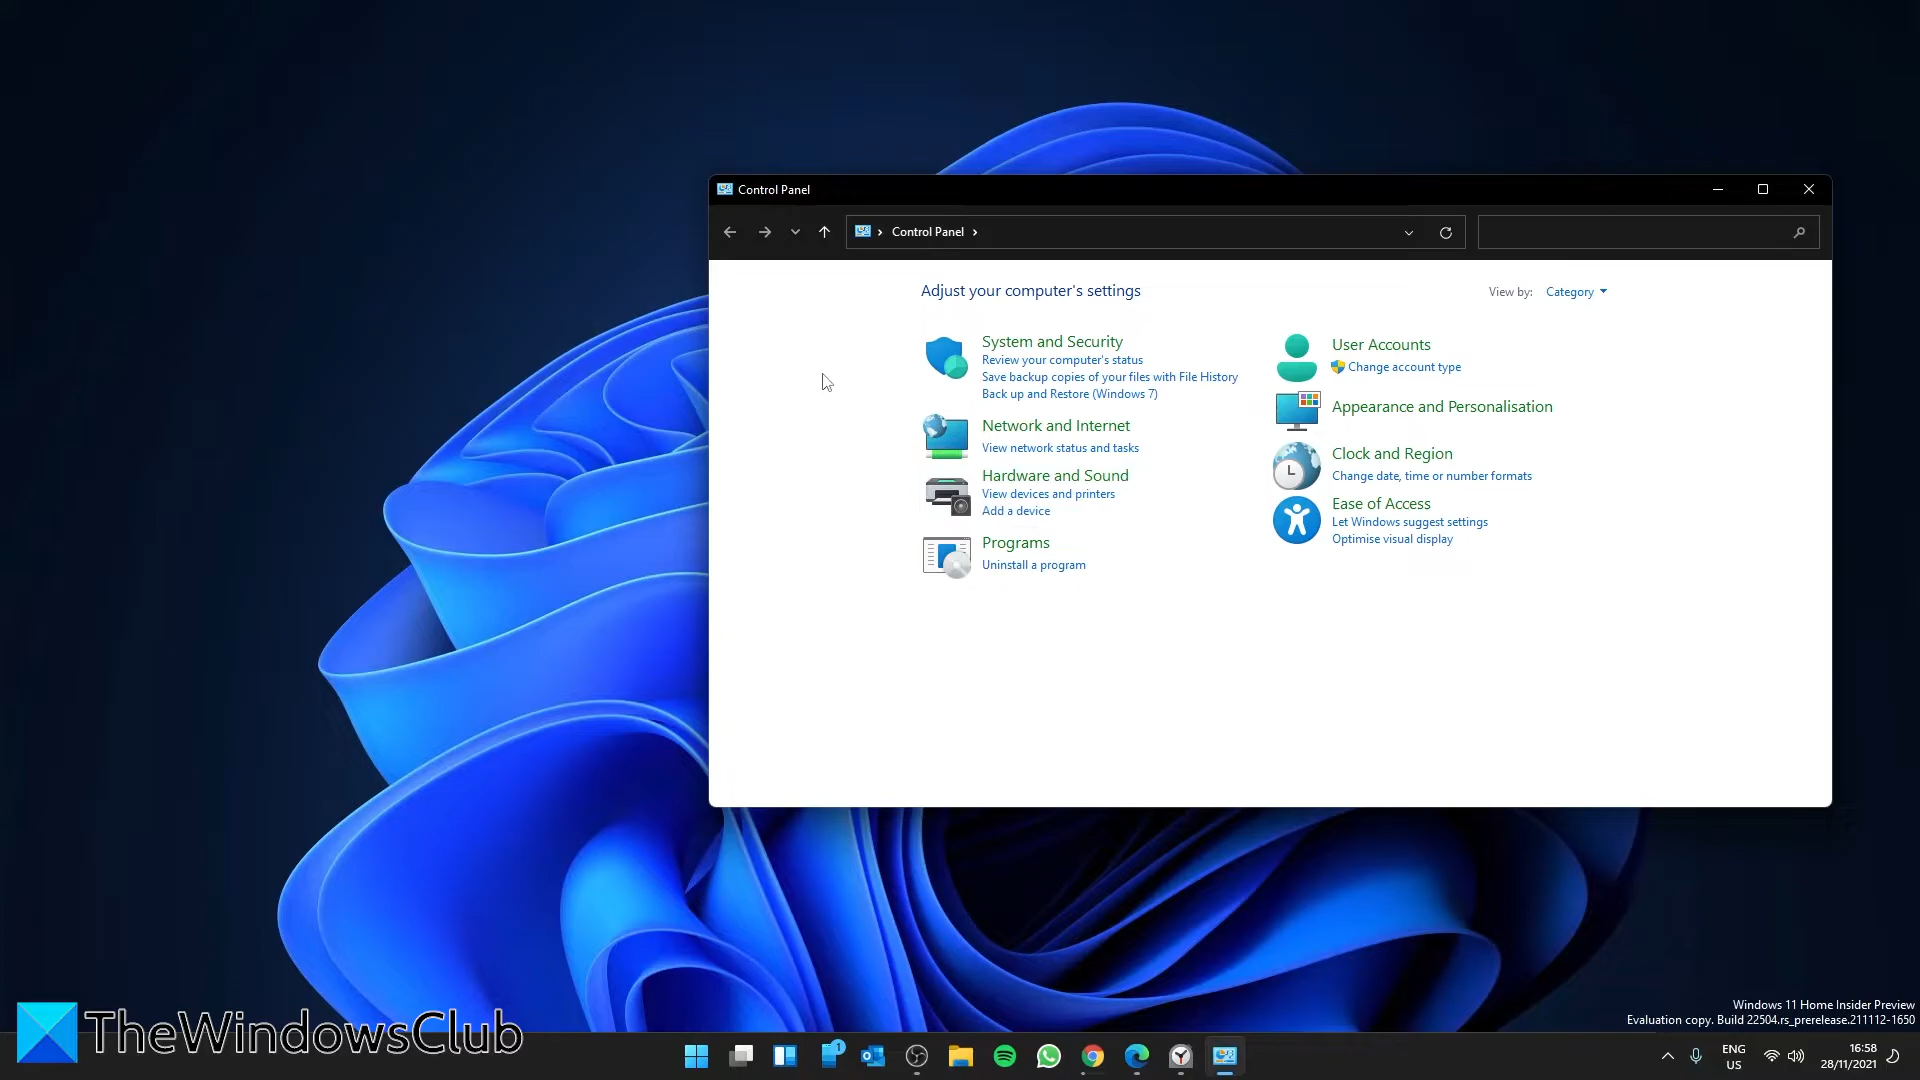 Control Panel
Control Panel
Adjust your computer's settings
View by: Category
System and Security
Review your computer's status
Save backup copies of your files with File History
Back up and Restore (Windows 7)
Network and Internet
View network status and tasks
Hardware and Sound
View devices and printers
Add a device
Programs
Uninstall a program
User Accounts
Change account type
Appearance and Personalisation
Clock and Region
Change date, time or number formats
Ease of Access
Let Windows suggest settings
Optimise visual display
Windows 11 Home Insider Preview
Evaluation copy. Build 22504.rs_prerelease.211112-1650
TheWindowsClub
1
ENG
US
16:58
28/11/2021